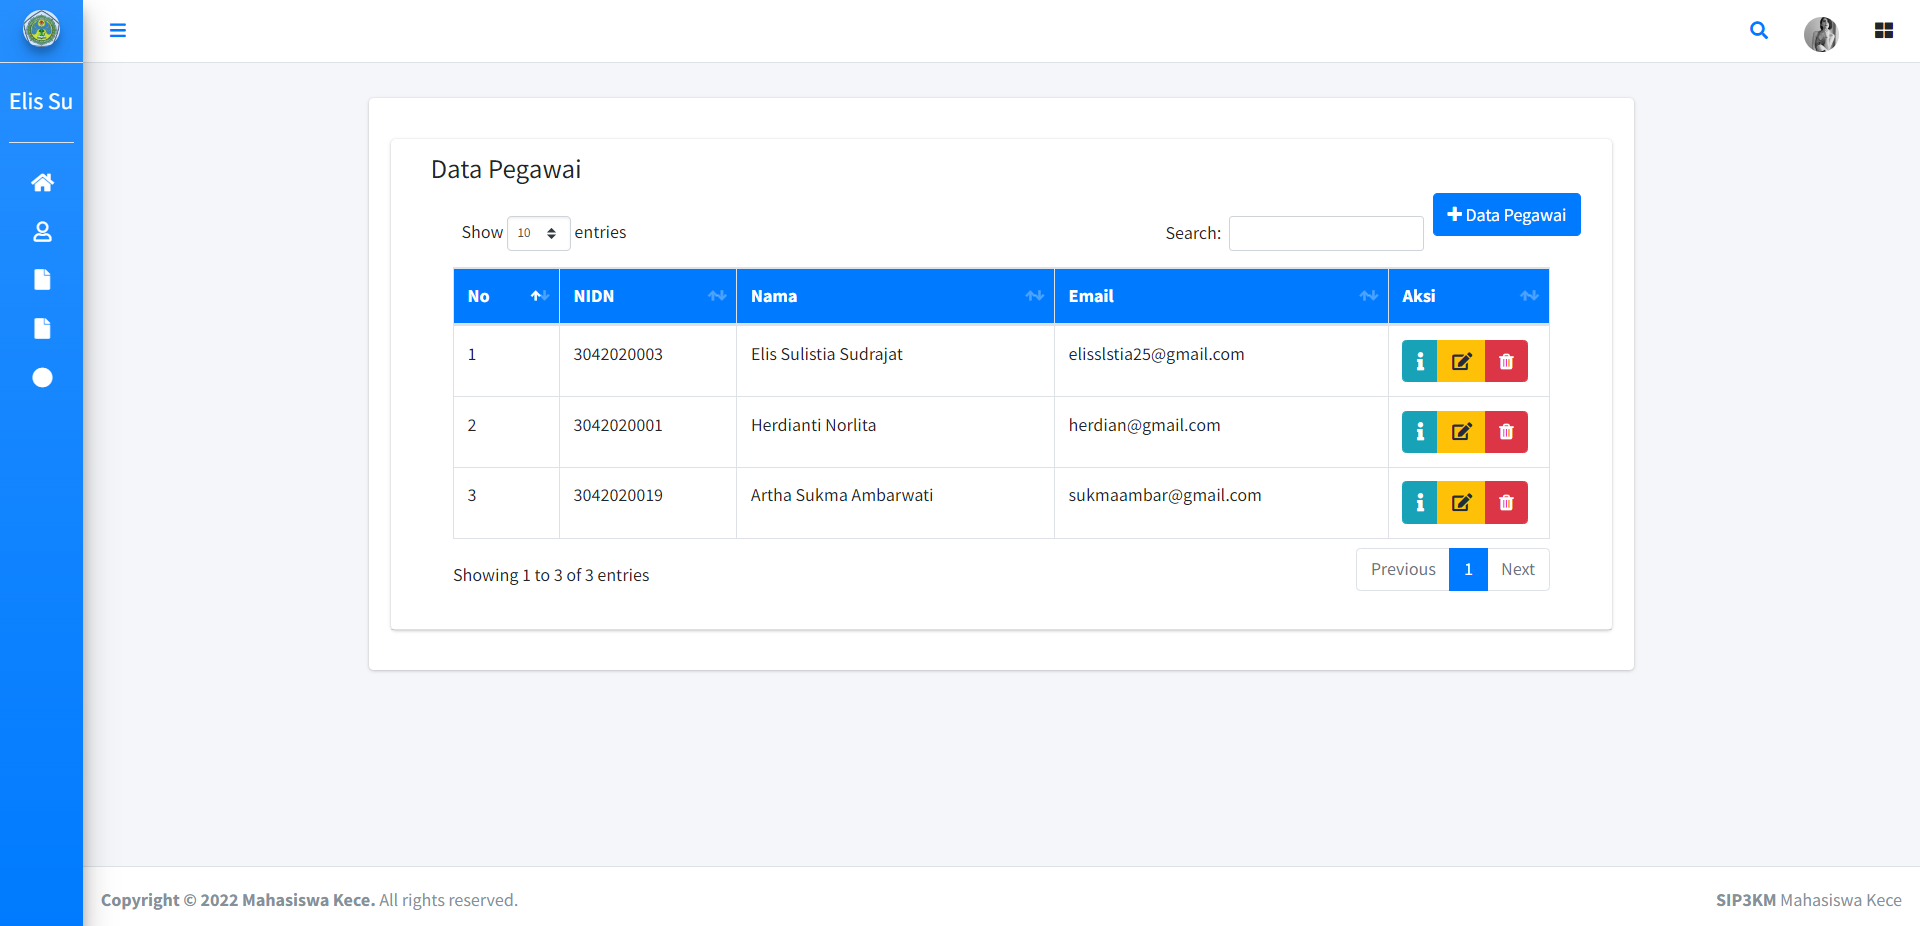 Elis Su
Data Pegawai
Show 10 entries
Search:
Data Pegawai
No NIDN Nama Email Aksi
1 3042020003 Elis Sulistia Sudrajat elisslstia25@gmail.com
2 3042020001 Herdianti Norlita herdian@gmail.com
3 3042020019 Artha Sukma Ambarwati sukmaambar@gmail.com
Showing 1 to 3 of 3 entries
Previous 1 Next
Copyright © 2022 Mahasiswa Kece. All rights reserved.
SIP3KM Mahasiswa Kece